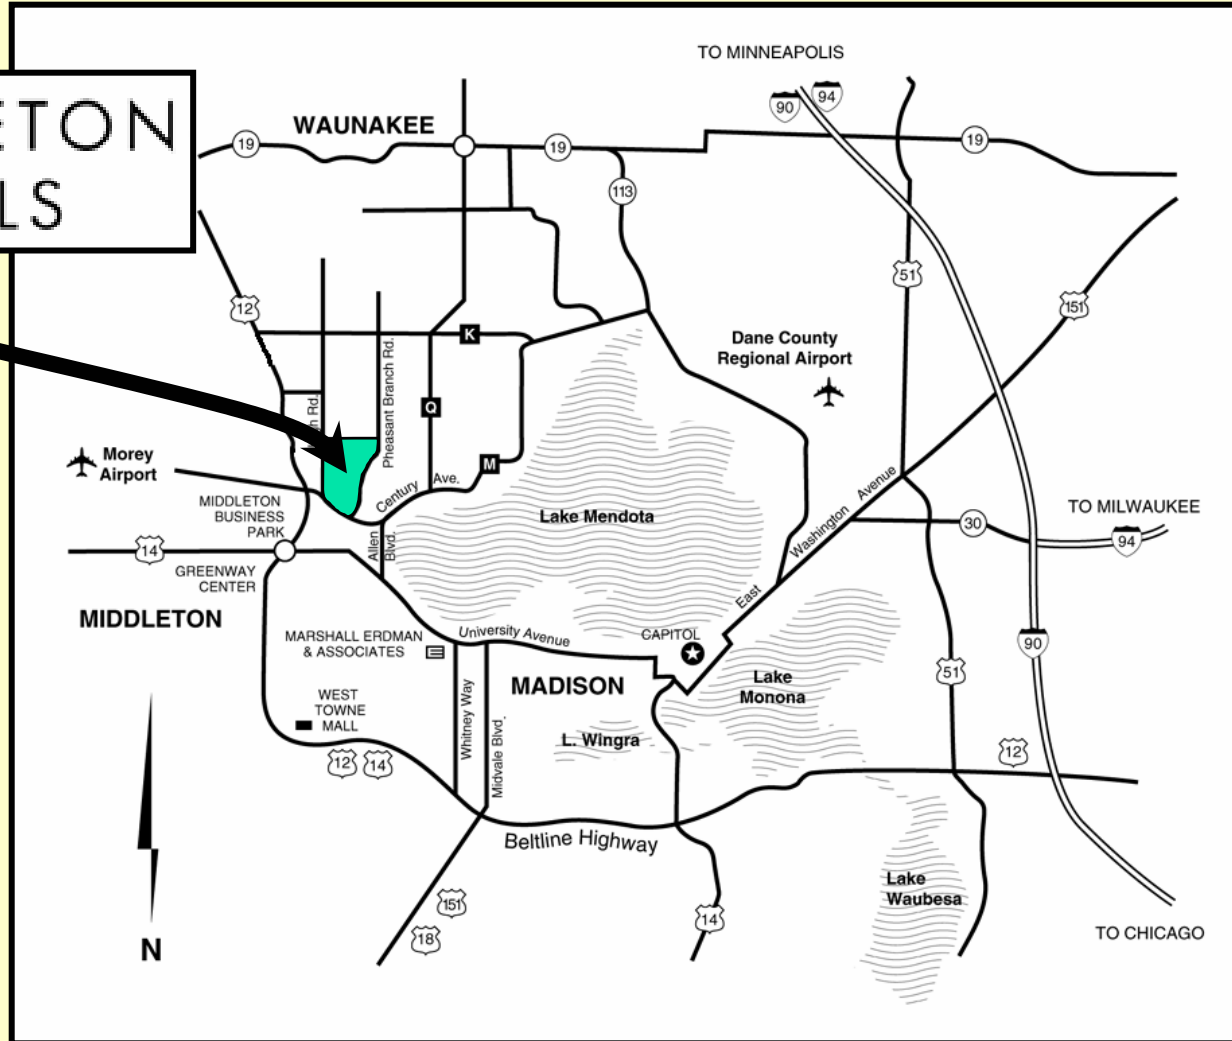 TO MINNEAPOLIS
90
94
ETON
LS
WAUNAKEE
19
19
19
113
51
151
12
K
Dane County
Regional Airport
Pheasant Branch Rd.
Rd.
Q
M
Morey
Airport
Century Ave.
MIDDLETON
BUSINESS
PARK
Lake Mendota
East Washington Avenue
TO MILWAUKEE
30
94
14
Allen
Blvd.
GREENWAY
CENTER
MIDDLETON
MARSHALL ERDMAN
& ASSOCIATES
University Avenue
CAPITOL
90
51
WEST
TOWNE
MALL
Whitney Way
MADISON
Lake
Monona
Midvale Blvd.
L. Wingra
12
14
12
Beltline Highway
Lake
Waubesa
151
18
14
N
TO CHICAGO